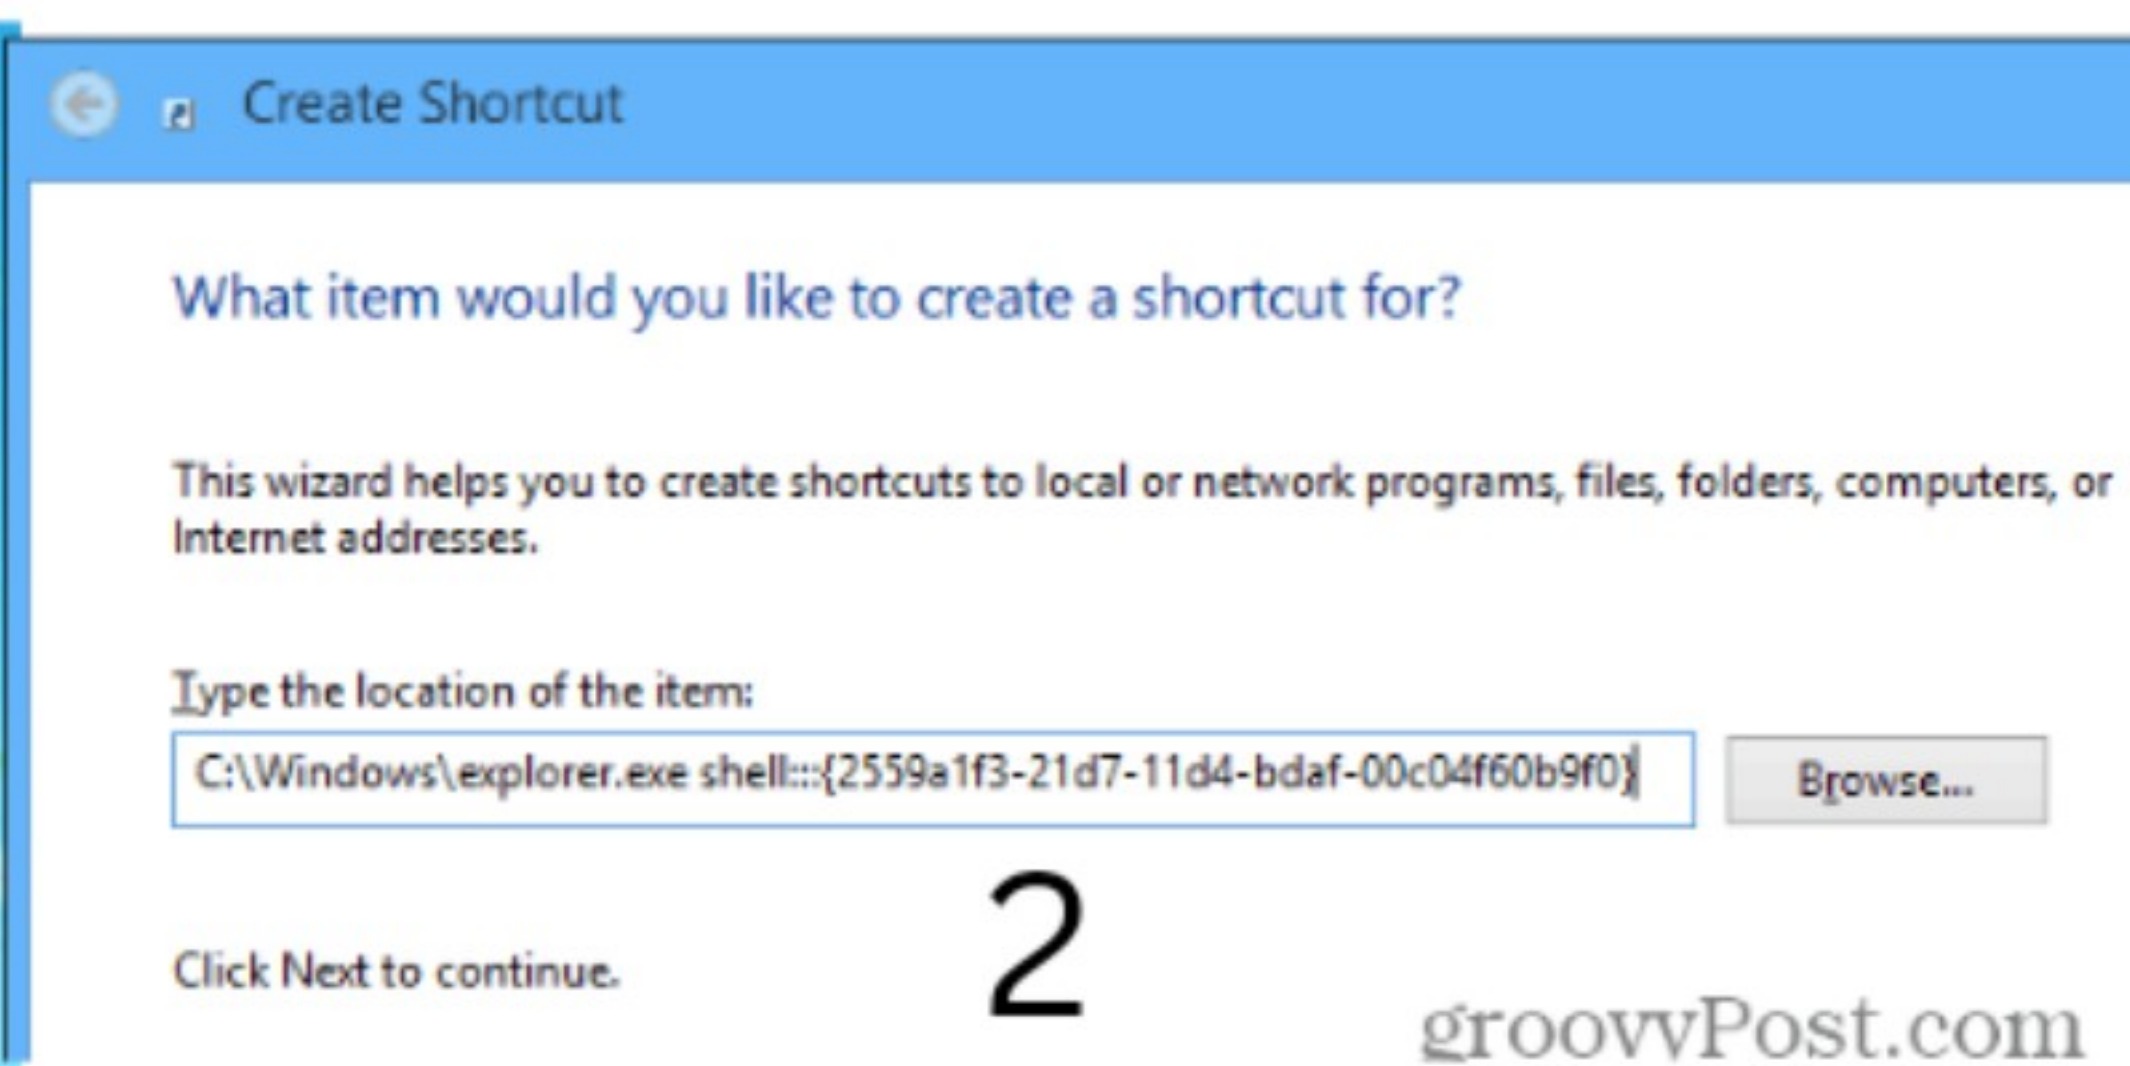 Create Shortcut
What item would you like to create a shortcut for?
This wizard helps you to create shortcuts to local or network programs, files, folders, computers, or
Internet addresses.
Type the location of the item:
C:\Windows\explorer.exe shell:::{2559a1f3-21d7-11d4-bdaf-00c04f60b9f0}
Browse...
2
Click Next to continue.
groovyPost.com